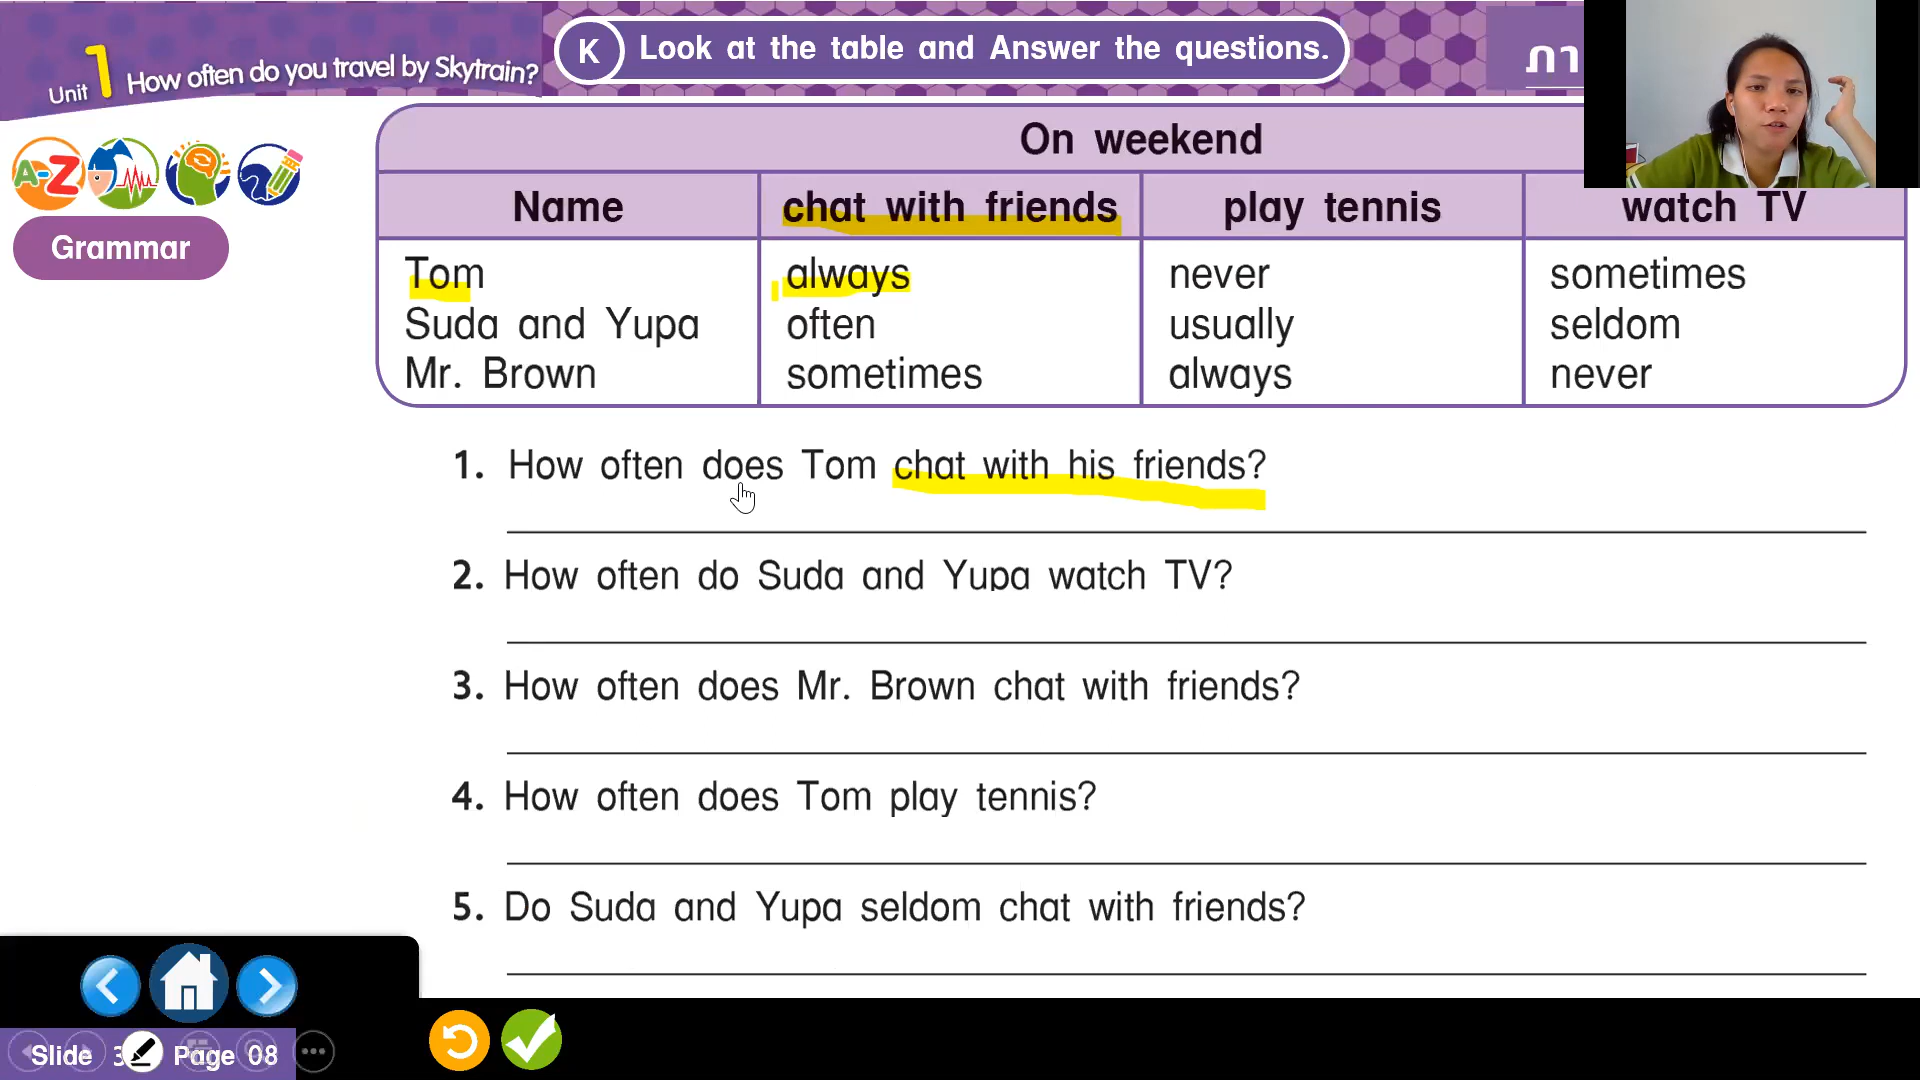 Unit 1 How often do you travel by Skytrain?
K Look at the table and Answer the questions.
ภา
A-Z
Grammar
On weekend
Name chat with friends play tennis watch TV
Tom always never sometimes
Suda and Yupa often usually seldom
Mr. Brown sometimes always never
1. How often does Tom chat with his friends?
2. How often do Suda and Yupa watch TV?
3. How often does Mr. Brown chat with friends?
4. How often does Tom play tennis?
5. Do Suda and Yupa seldom chat with friends?
Slide 3 Page 08